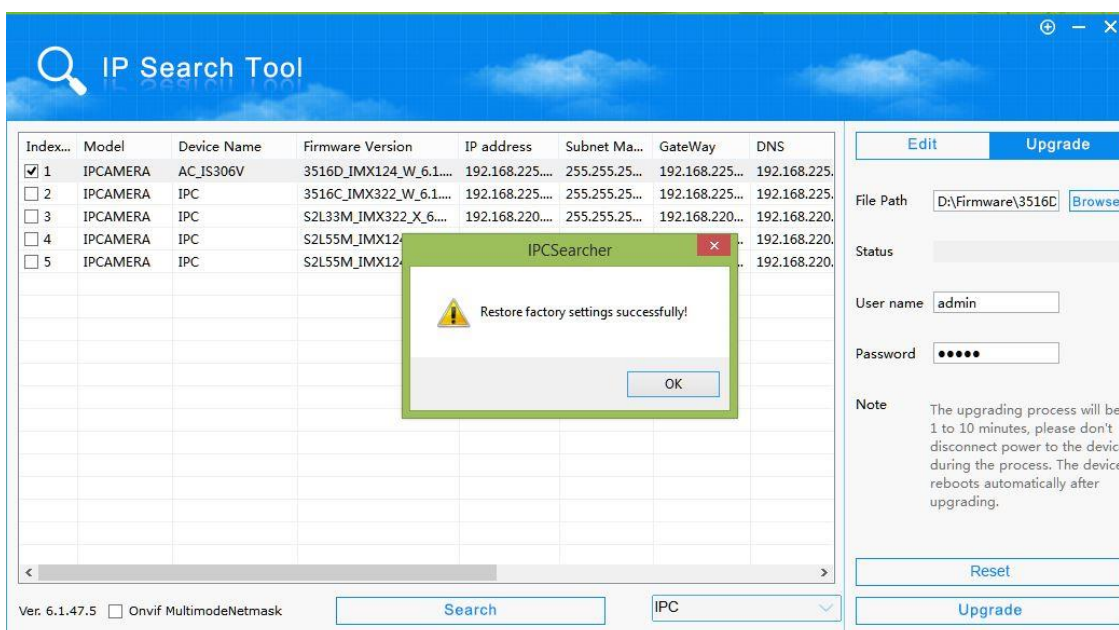 IP Search Tool
Index... Model Device Name Firmware Version IP address Subnet Ma... GateWay DNS
1 IPCAMERA AC_IS306V 3516D_IMX124_W_6.1.... 192.168.225.... 255.255.25... 192.168.225... 192.168.225.
2 IPCAMERA IPC 3516C_IMX322_W_6.1.... 192.168.225.... 255.255.25... 192.168.225... 192.168.225.
3 IPCAMERA IPC S2L33M_IMX322_X_6.... 192.168.220.... 255.255.25... 192.168.220... 192.168.220.
4 IPCAMERA IPC S2L55M_IMX124 192.168.220.
5 IPCAMERA IPC S2L55M_IMX124 192.168.220.
IPCSearcher
Restore factory settings successfully!
OK
Edit Upgrade
File Path D:\Firmware\3516D Browse
Status
User name admin
Password •••••
Note The upgrading process will be
1 to 10 minutes, please don't
disconnect power to the devic
during the process. The device
reboots automatically after
upgrading.
Reset
Ver. 6.1.47.5 Onvif MultimodeNetmask Search IPC Upgrade